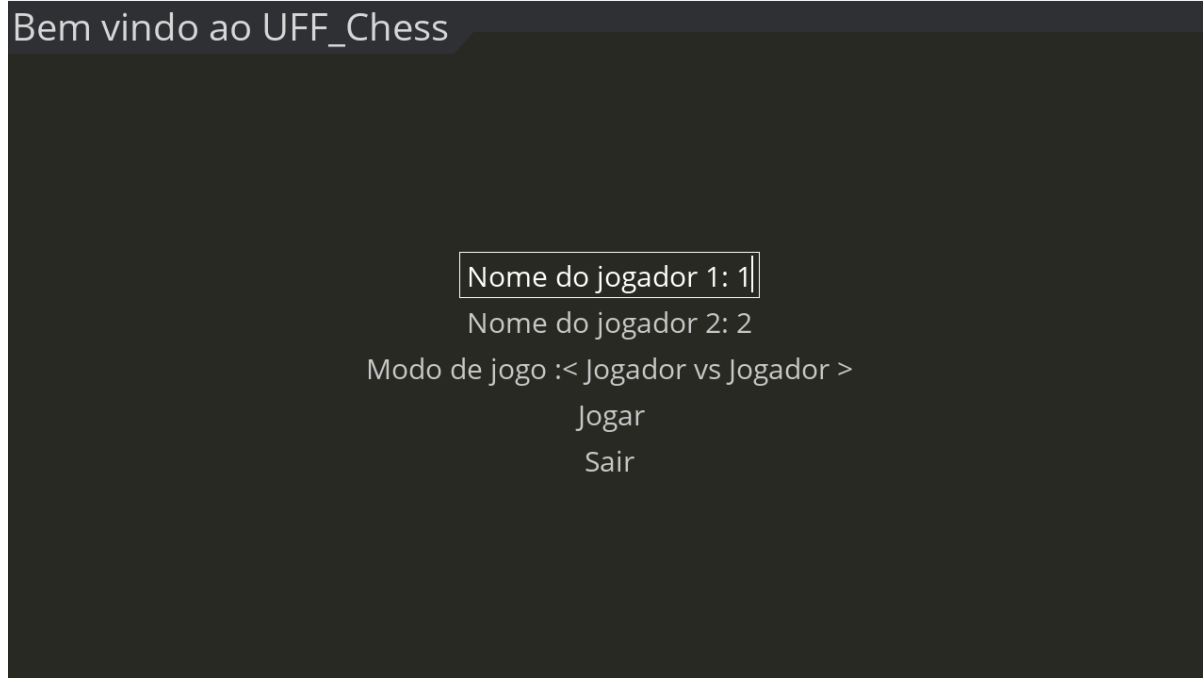 Bem vindo ao UFF_Chess
Nome do jogador 1: 1
Nome do jogador 2: 2
Modo de jogo :< Jogador vs Jogador >
Jogar
Sair